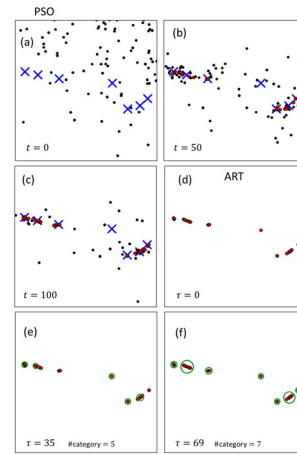 PSO
(a)
t = 0
(b)
t = 50
(c)
t = 100
ART
(d)
τ = 0
(e)
τ = 35 #category = 5
(f)
τ = 69 #category = 7